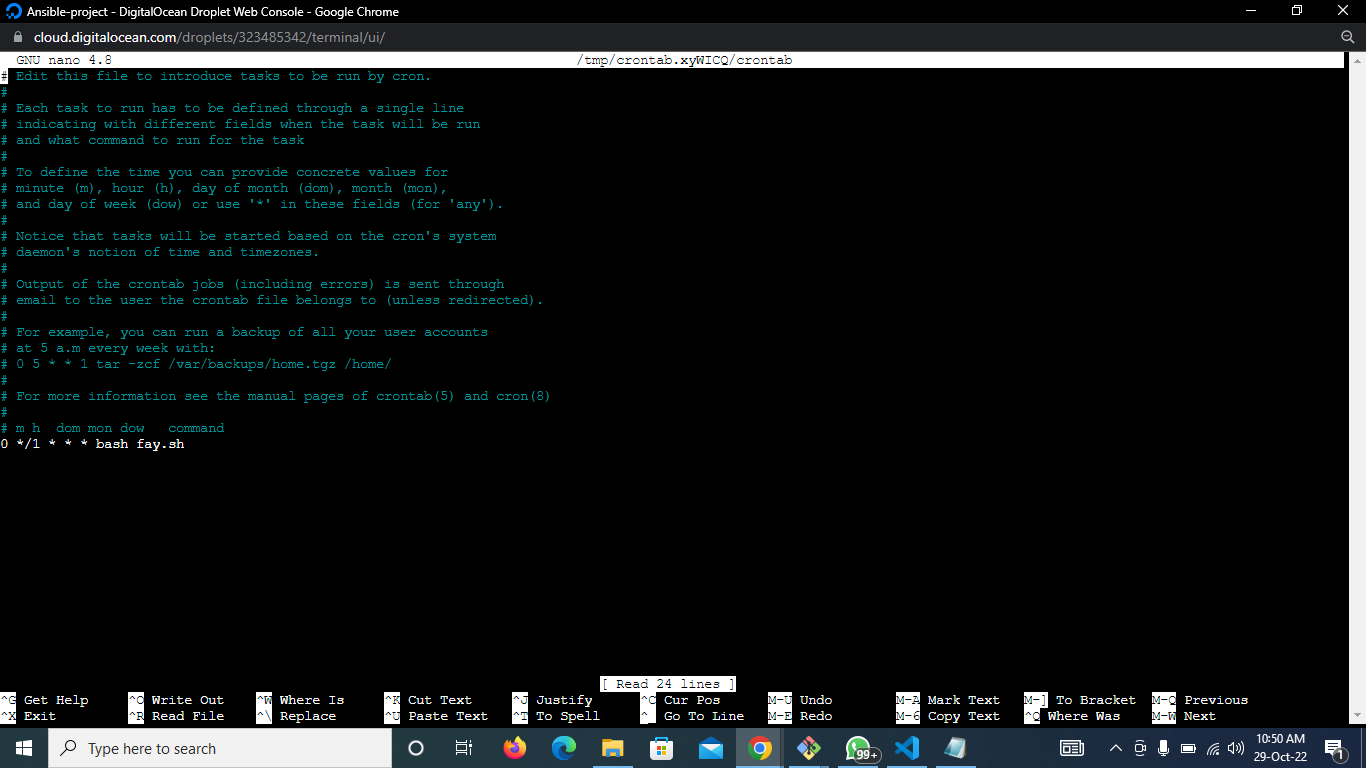 Ansible-project - DigitalOcean Droplet Web Console - Google Chrome
cloud.digitalocean.com/droplets/323485342/terminal/ui/
GNU nano 4.8 /tmp/crontab.xyWICQ/crontab
# Edit this file to introduce tasks to be run by cron.
#
# Each task to run has to be defined through a single line
# indicating with different fields when the task will be run
# and what command to run for the task
#
# To define the time you can provide concrete values for
# minute (m), hour (h), day of month (dom), month (mon),
# and day of week (dow) or use '*' in these fields (for 'any').
#
# Notice that tasks will be started based on the cron's system
# daemon's notion of time and timezones.
#
# Output of the crontab jobs (including errors) is sent through
# email to the user the crontab file belongs to (unless redirected).
#
# For example, you can run a backup of all your user accounts
# at 5 a.m every week with:
# 0 5 * * 1 tar -zcf /var/backups/home.tgz /home/
#
# For more information see the manual pages of crontab(5) and cron(8)
#
# m h  dom mon dow   command
0 */1 * * * bash fay.sh
[ Read 24 lines ]
^G Get Help ^O Write Out ^W Where Is ^K Cut Text ^J Justify ^C Cur Pos M-U Undo M-A Mark Text M-] To Bracket M-Q Previous
^X Exit ^R Read File ^\ Replace ^U Paste Text ^T To Spell ^_ Go To Line M-E Redo M-6 Copy Text ^Q Where Was M-W Next
Type here to search
99+
10:50 AM
29-Oct-22
1